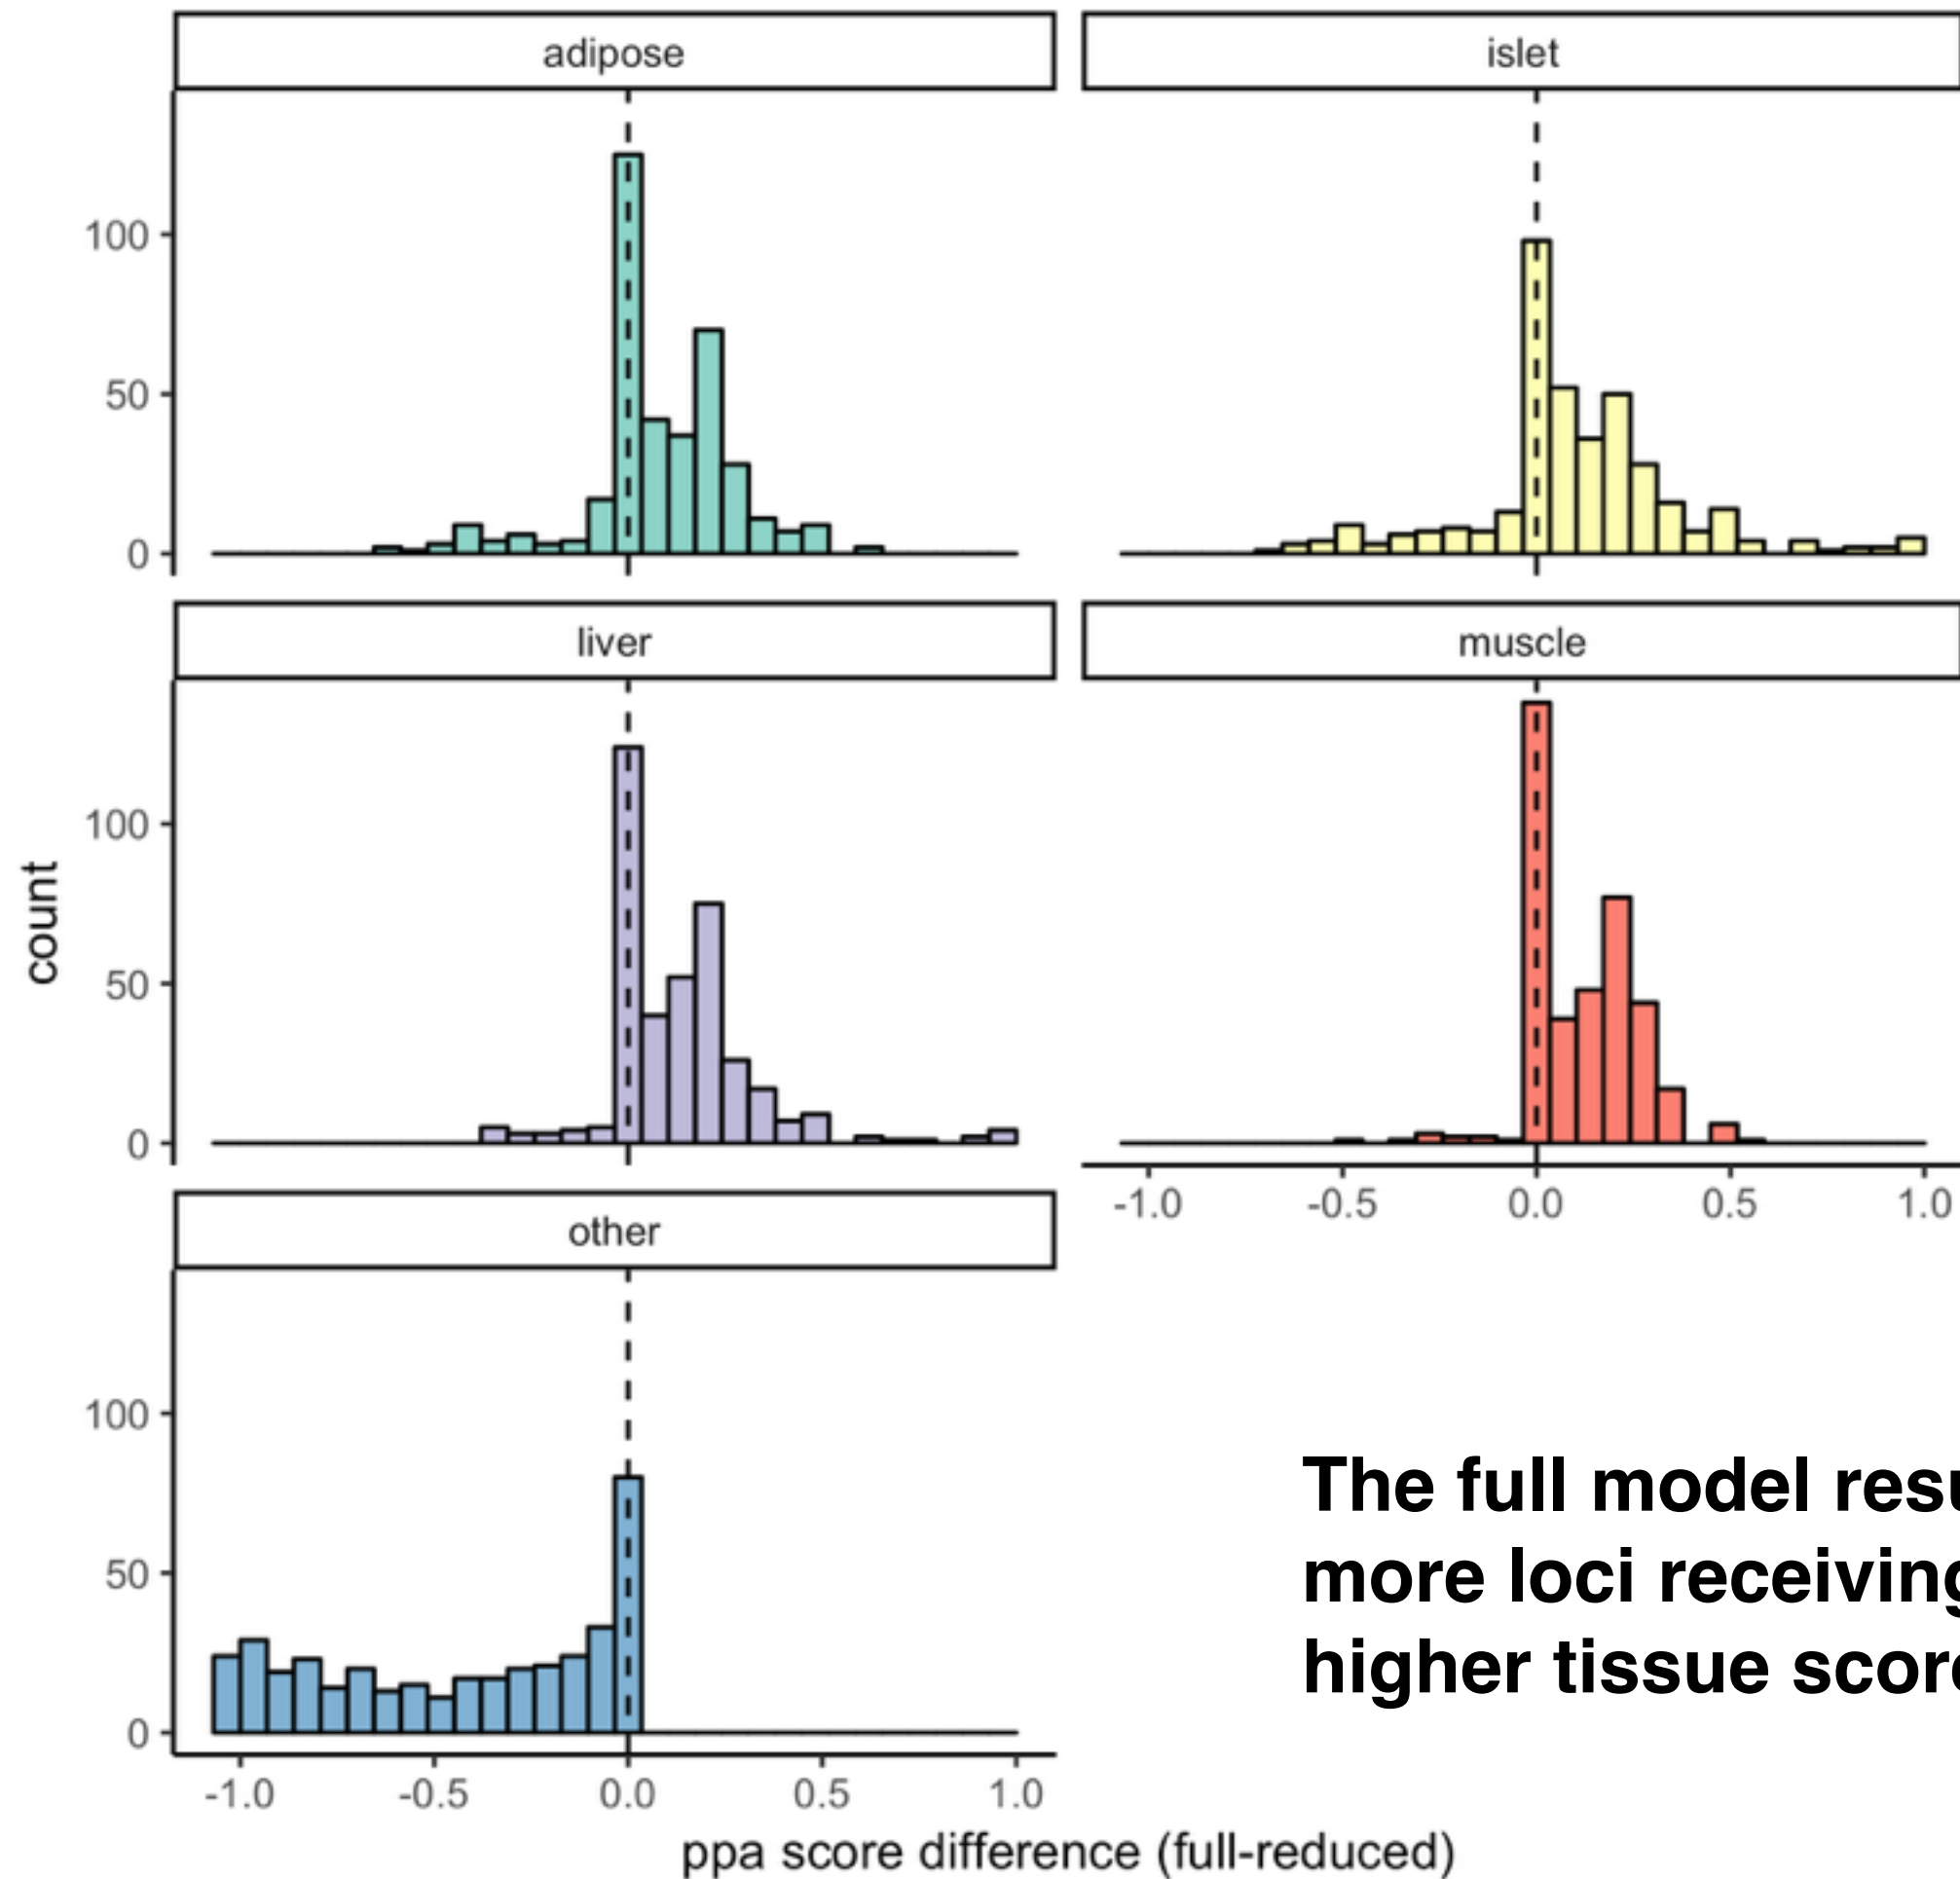 adipose
islet
100
50
0
liver
muscle
count
100
50
0
-1.0 -0.5 0.0 0.5 1.0
other
100
50
0
-1.0 -0.5 0.0 0.5 1.0
ppa score difference (full-reduced)
The full model
more loci receiving
higher tissue